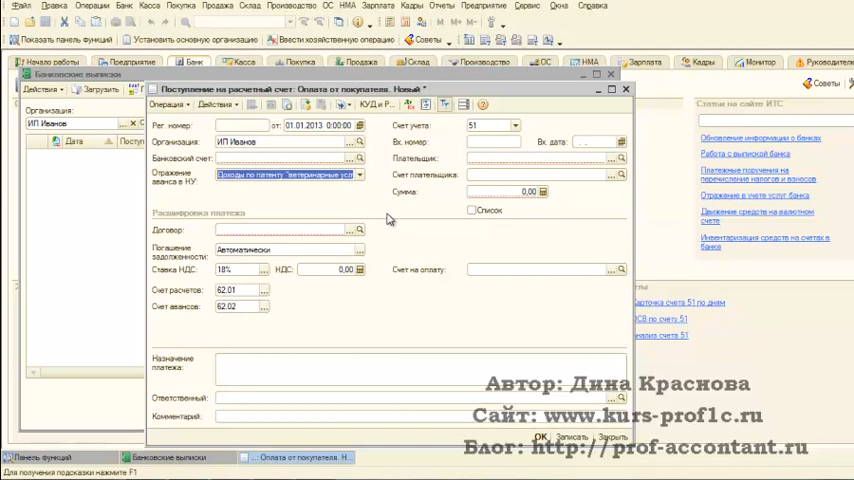 Файл Правка Операции Банк Касса Покупка Продажа Склад Производство ОС НМА Зарплата Кадры Отчеты Предприятие Сервис Окна Справка
Показать панель функций Установить основную организацию Ввести хозяйственную операцию Советы
Начало работы Предприятие Банк Касса Покупка Продажа Склад Производство ОС НМА Зарплата Кадры Монитор Руководителю
Банковские выписки
Действия Загрузить
Организация:
ИП Иванов
Дата Посту
Поступление на расчетный счет: Оплата от покупателя. Новый *
Операция Действия КУД и Р...
Рег. номер: от: 01.01.2013 0:00:00 Счет учета: 51
Организация: ИП Иванов Вх. номер: Вх. дата: . .
Банковский счет: Плательщик:
Отражение аванса в НУ: Доходы по патенту "ветеринарные усл Счет плательщика:
Сумма: 0,00
Список
Расшифровка платежа
Договор:
Погашение задолженности: Автоматически
Ставка НДС: 18% НДС: 0,00 Счет на оплату:
Счет расчетов: 62.01
Счет авансов: 62.02
Назначение платежа:
Ответственный:
Комментарий:
OK Записать Закрыть
Советы
Статьи на сайте ИТС
Обновление информации о банках
Работа с выпиской банка
Платежные поручения на перечисление налогов и взносов
Отражение в учете услуг банка
Движение средств на валютном счете
Инвентаризация средств на счетах в банке
еты
Карточка счета 51 по дням
ОСВ по счету 51
Анализ счета 51
Автор: Дина Краснова
Сайт: www.kurs-prof1c.ru
Блог: http://prof-accontant.ru
Панель функций Банковские выписки ...: Оплата от покупателя. Н...
Для получения подсказки нажмите F1